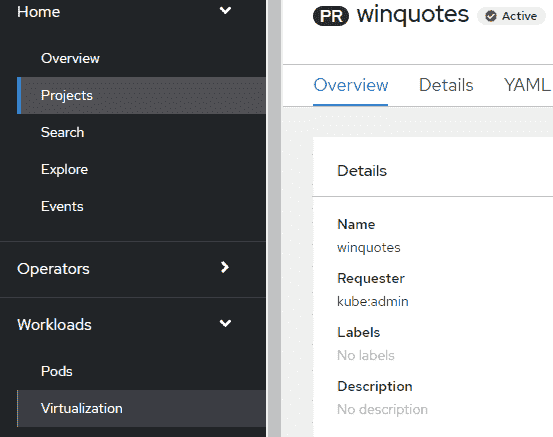 Home
Overview
Projects
Search
Explore
Events
Operators
Workloads
Pods
Virtualization
PR winquotes Active
Overview Details YAML
Details
Name
winquotes
Requester
kube:admin
Labels
No labels
Description
No description